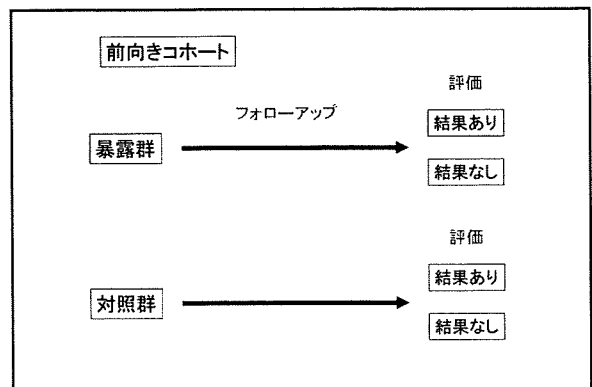 前向きコホート
評価
フォローアップ
結果あり
暴露群
結果なし
評価
結果あり
対照群
結果なし